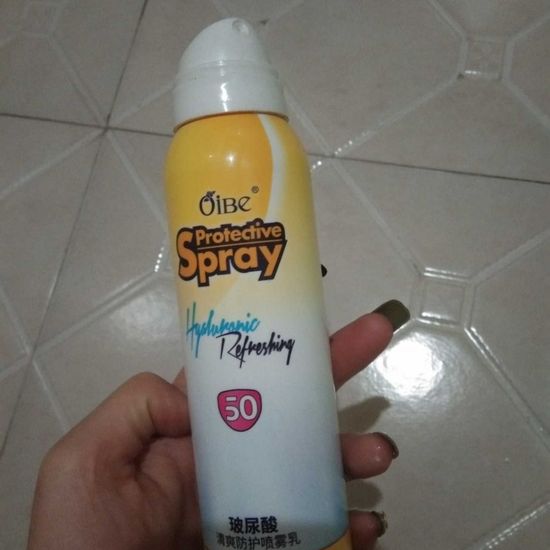 OiBe®
Protective
Spray
Hyaluronic
Refreshing
50
玻尿酸
清爽防护喷雾乳